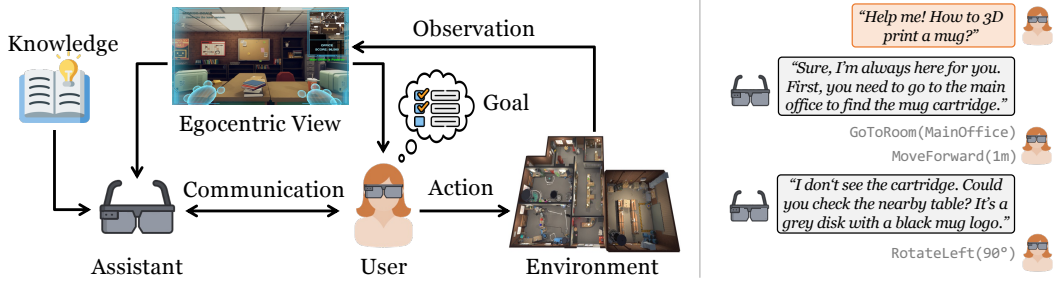 Knowledge
Observation
Egocentric View
Goal
Communication
Action
Assistant
User
Environment
“Help me! How to 3D
print a mug?”
“Sure, I’m always here for you.
First, you need to go to the main
office to find the mug cartridge.”
GoToRoom(MainOffice)
MoveForward(1m)
“I don‘t see the cartridge. Could
you check the nearby table? It’s a
grey disk with a black mug logo.”
RotateLeft(90°)